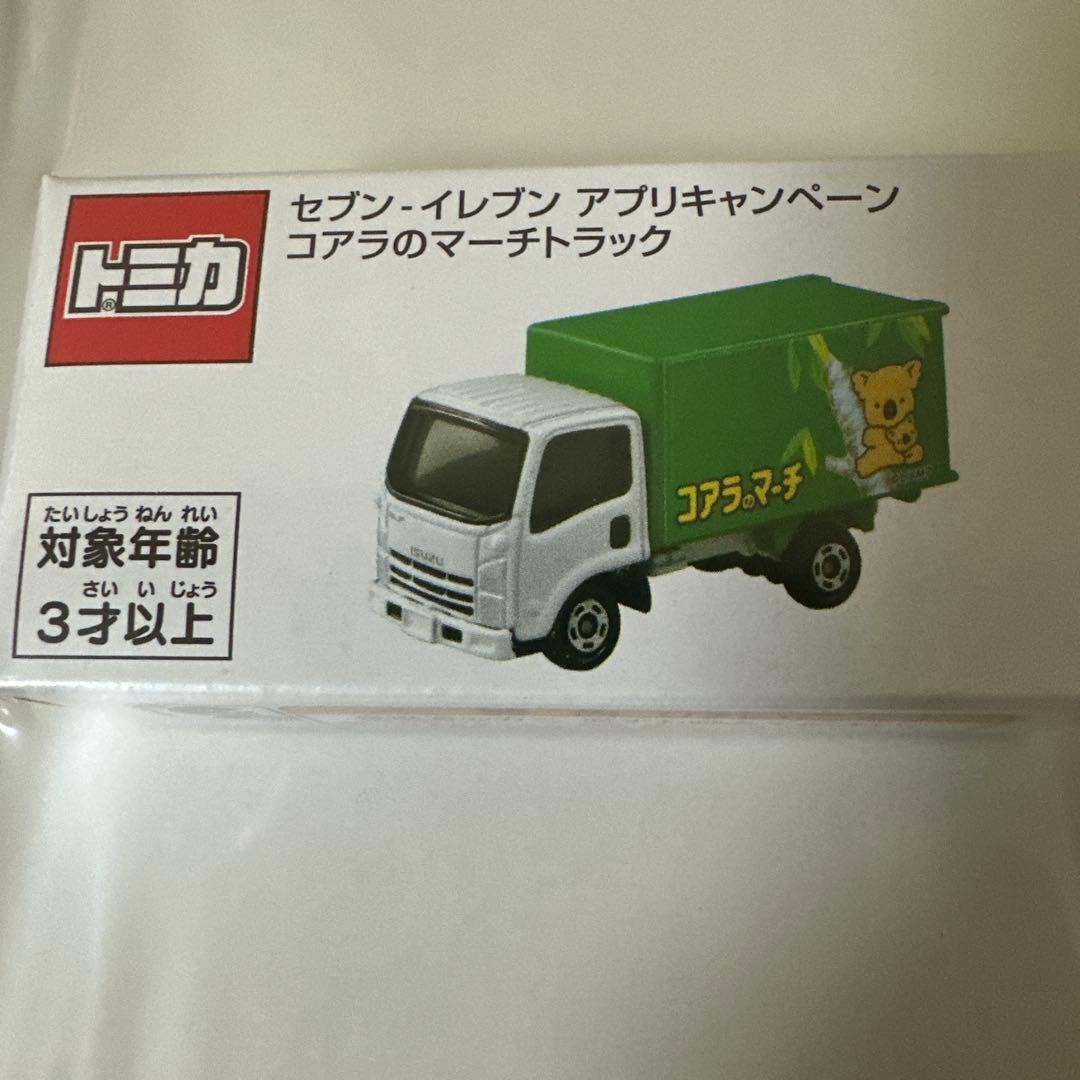 トミカ®
セブン-イレブン アプリキャンペーン
コアラのマーチトラック
ISUZU
コアラのマーチ
たいしょう ねん れい
対象年齢
さい い じょう
3才以上